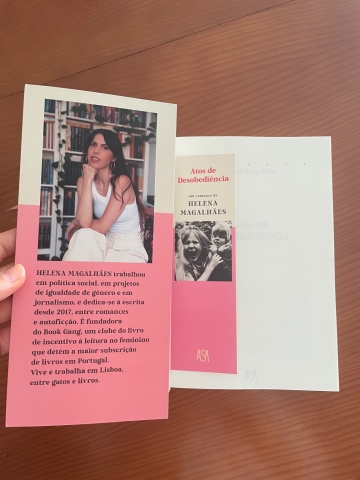 HELENA MAGALHÃES trabalhou
em política social, em projetos
de igualdade de género e em
jornalismo, e dedica-se à escrita
desde 2017, entre romances
e autoficção. É fundadora
do Book Gang, um clube do livro
de incentivo à leitura no feminino
que detém a maior subscrição
de livros em Portugal.
Vive e trabalha em Lisboa,
entre gatos e livros.
Atos de
Desobediência
um romance de
HELENA
MAGALHÃES
ASA
ASA